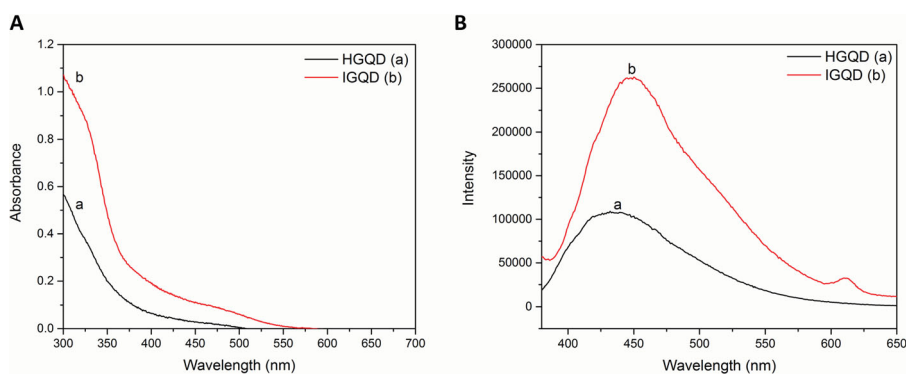 A
HGQD (a)
IGQD (b)
b
a
1.2
1.0
0.8
0.6
0.4
0.2
0.0
Absorbance
300 350 400 450 500 550 600 650 700
Wavelength (nm)
B
HGQD (a)
IGQD (b)
b
a
300000
250000
200000
150000
100000
50000
0
Intensity
400 450 500 550 600 650
Wavelength (nm)